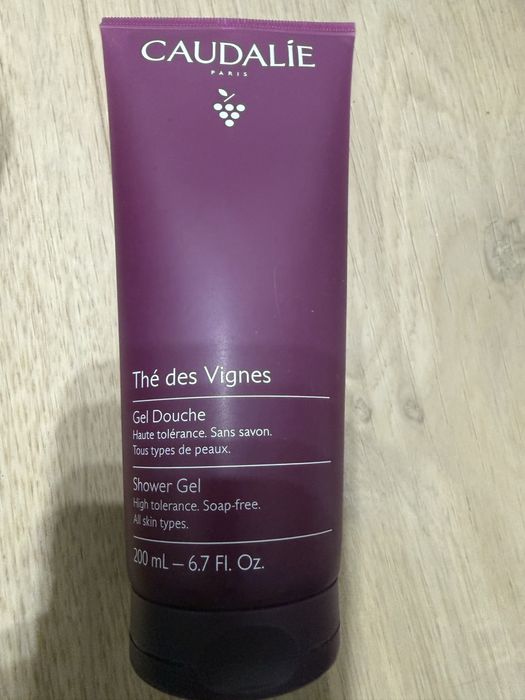 CAUDALÍE
PARIS
Thé des Vignes
Gel Douche
Haute tolérance. Sans savon.
Tous types de peaux.
Shower Gel
High tolerance. Soap-free.
All skin types.
200 mL – 6.7 Fl. Oz.